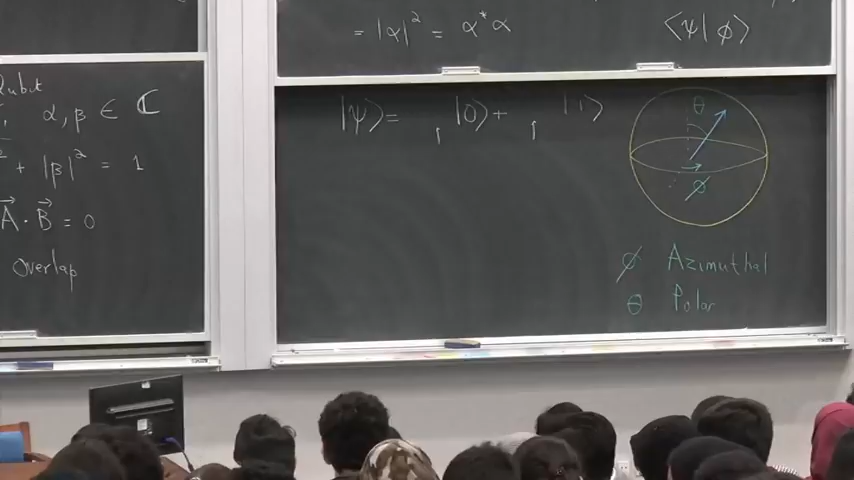 Qubit
α, β ∈ ℂ
+ |β|² = 1
A⃗ · B⃗ = 0
Overlap
= |α|² = α* α
⟨ψ|ϕ⟩
|ψ⟩ = |0⟩ + |1⟩
θ
ϕ
ϕ Azimuthal
θ Polar